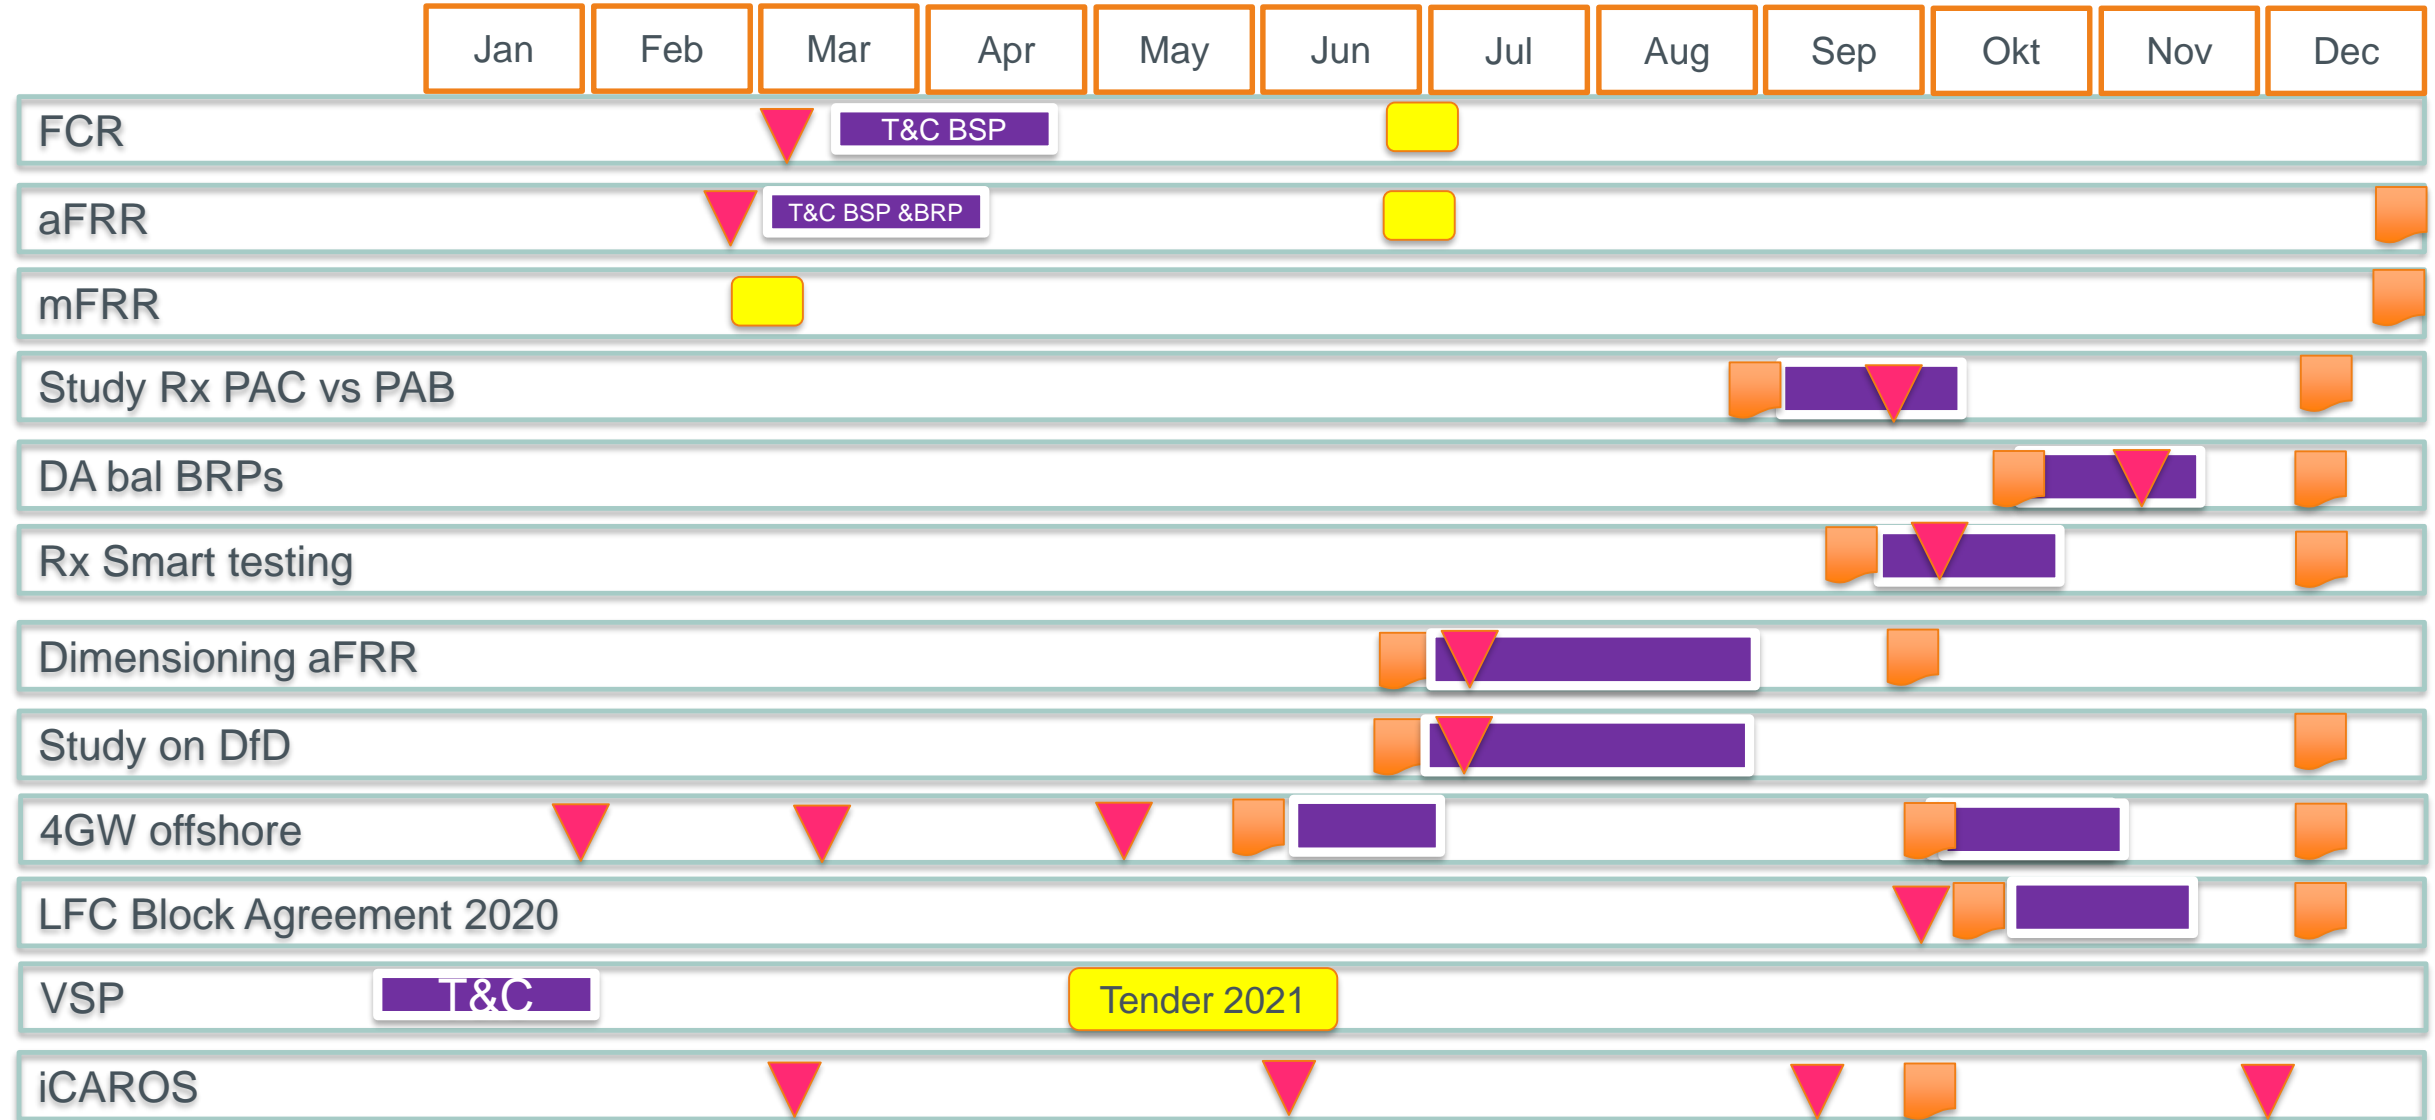 Jan Feb Mar Apr May Jun Jul Aug Sep Okt Nov Dec
FCR T&C BSP
aFRR T&C BSP &BRP
mFRR
Study Rx PAC vs PAB
DA bal BRPs
Rx Smart testing
Dimensioning aFRR
Study on DfD
4GW offshore
LFC Block Agreement 2020
VSP T&C Tender 2021
iCAROS